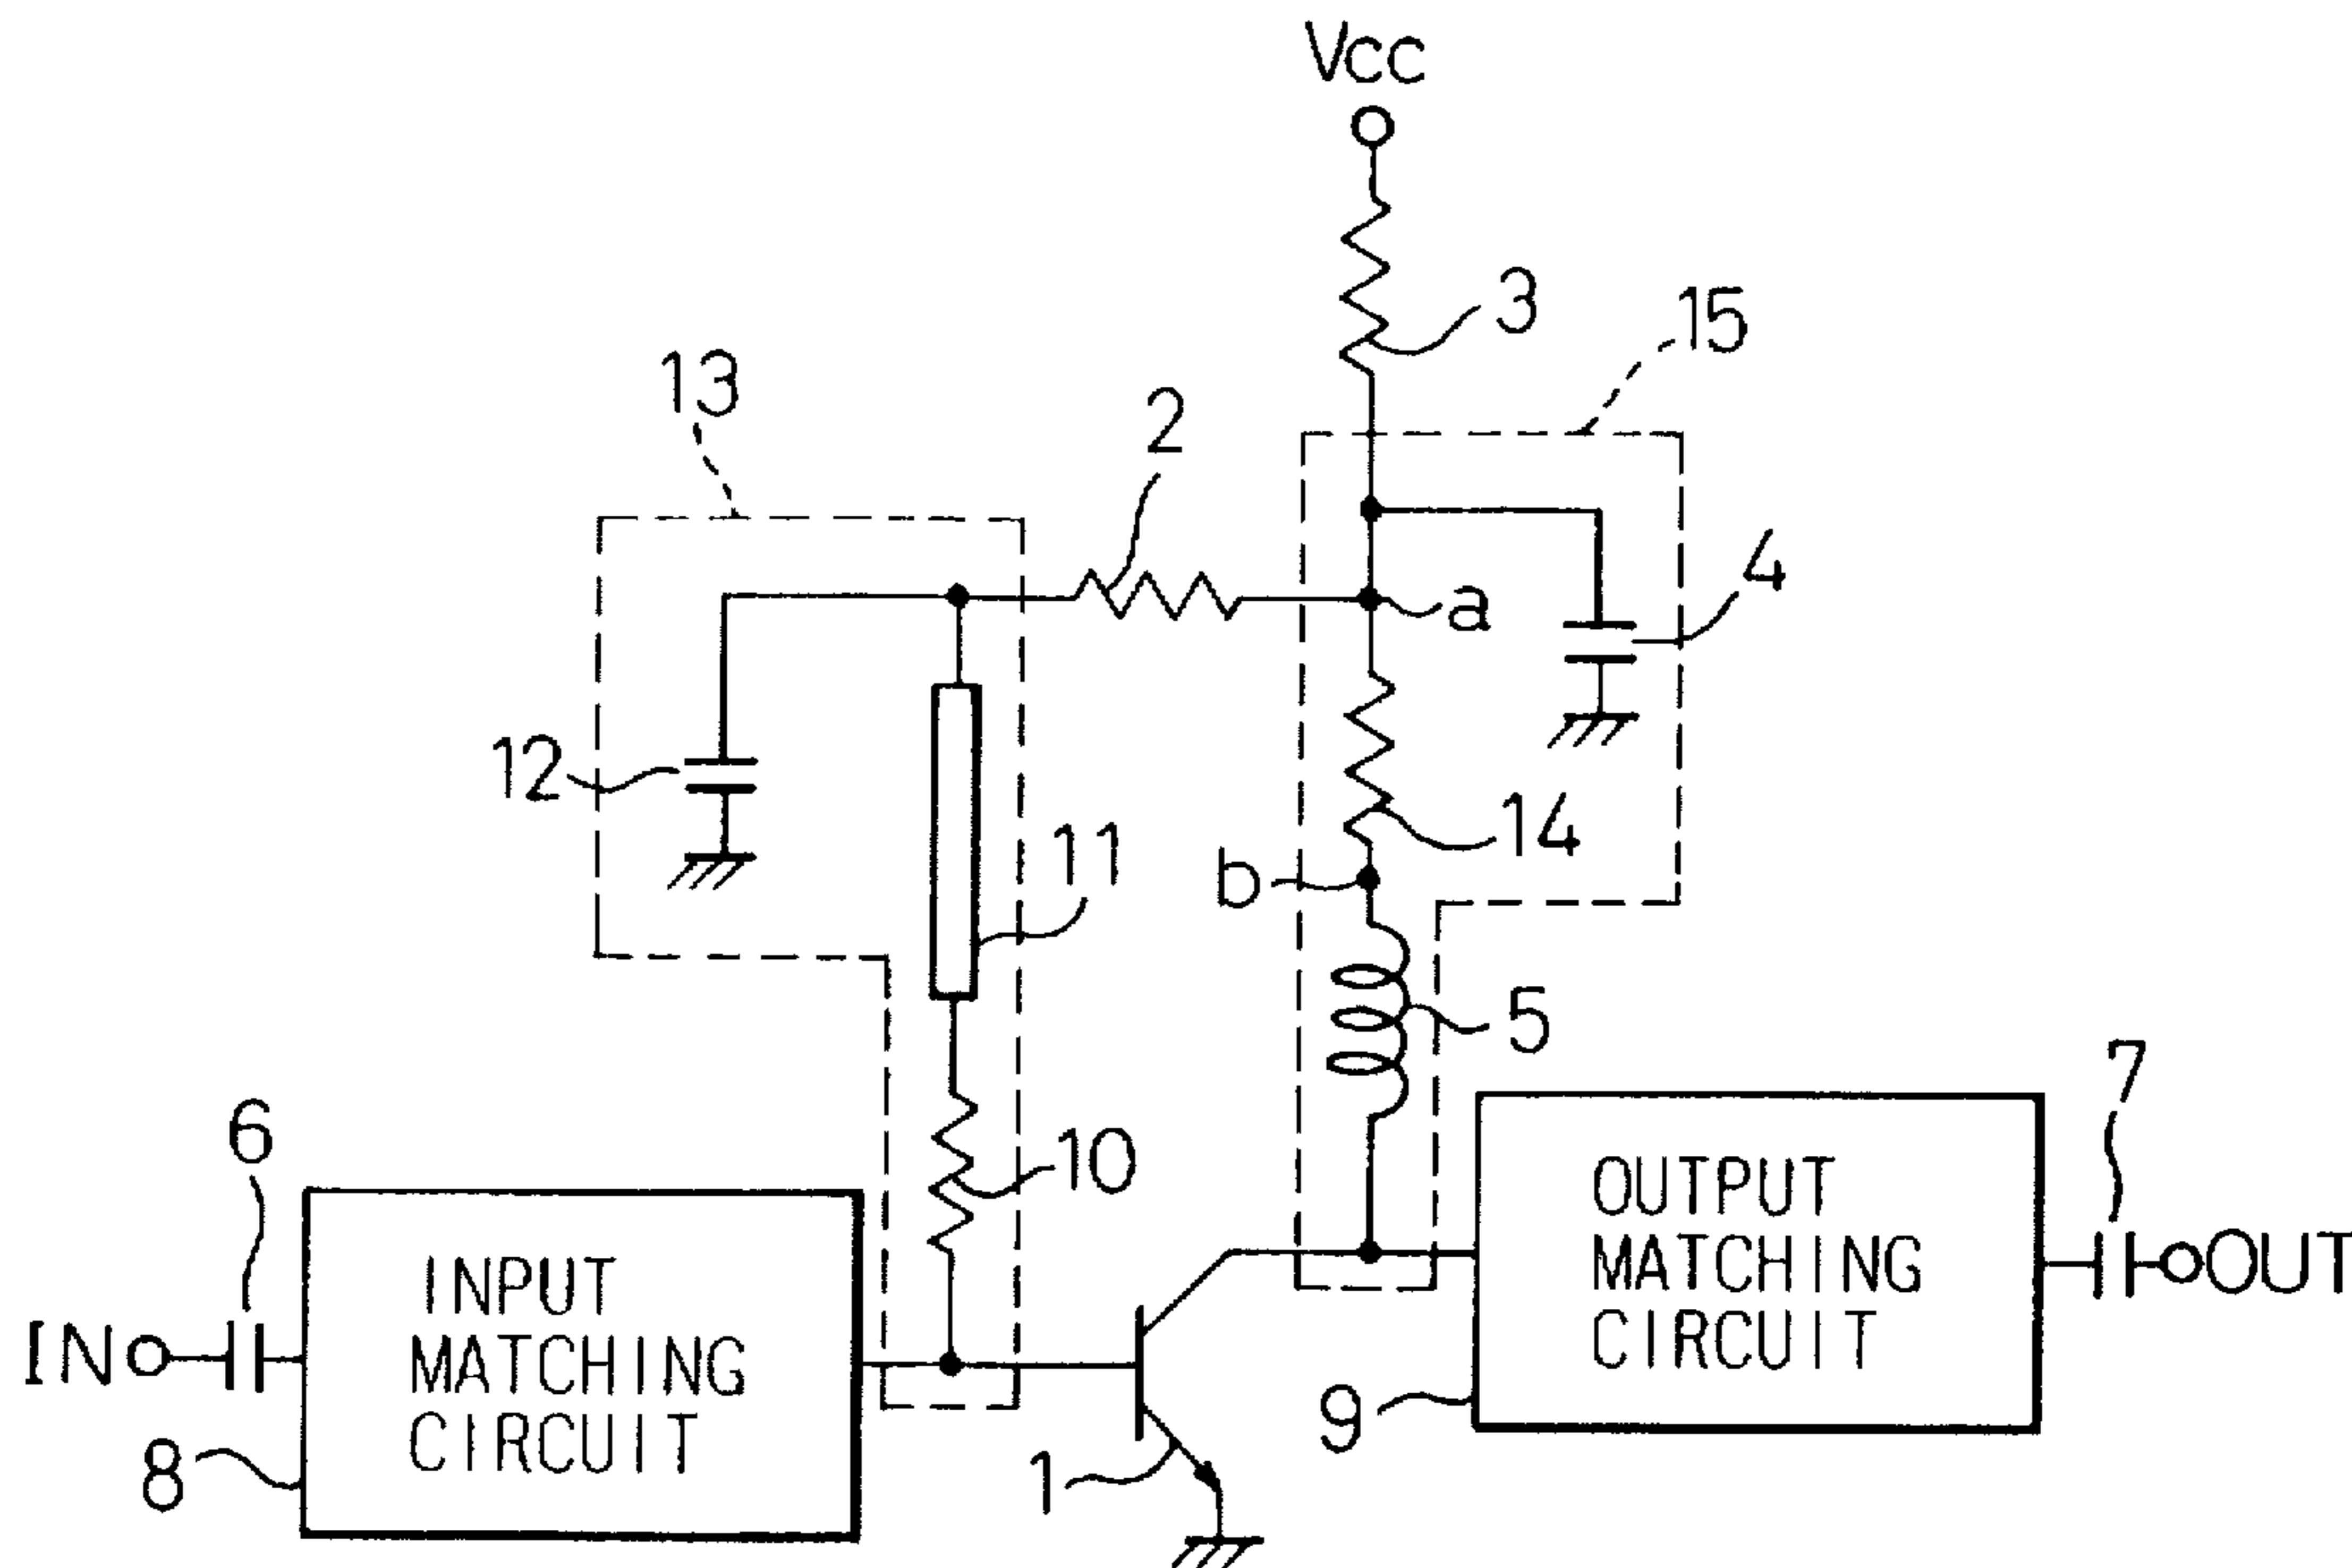 Vcc
3
15
13
2
4
a
12
14
11
b
5
7
6
10
OUTPUT
MATCHING
CIRCUIT
OUT
INPUT
MATCHING
CIRCUIT
IN
9
8
1